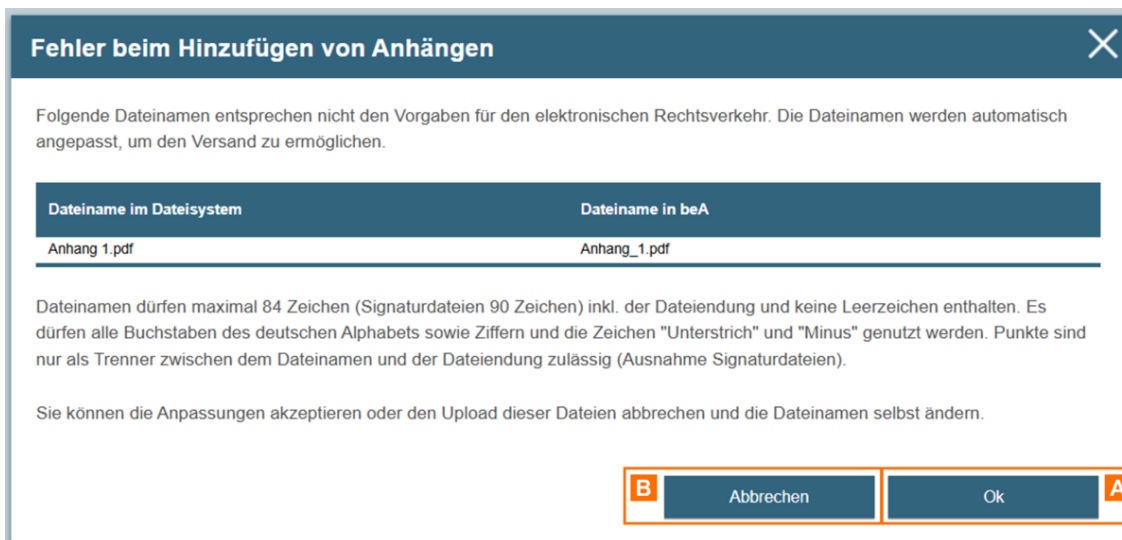 Fehler beim Hinzufügen von Anhängen
Folgende Dateinamen entsprechen nicht den Vorgaben für den elektronischen Rechtsverkehr. Die Dateinamen werden automatisch
angepasst, um den Versand zu ermöglichen.
Dateiname im Dateisystem Dateiname in beA
Anhang 1.pdf Anhang_1.pdf
Dateinamen dürfen maximal 84 Zeichen (Signaturdateien 90 Zeichen) inkl. der Dateiendung und keine Leerzeichen enthalten. Es
dürfen alle Buchstaben des deutschen Alphabets sowie Ziffern und die Zeichen "Unterstrich" und "Minus" genutzt werden. Punkte sind
nur als Trenner zwischen dem Dateinamen und der Dateiendung zulässig (Ausnahme Signaturdateien).
Sie können die Anpassungen akzeptieren oder den Upload dieser Dateien abbrechen und die Dateinamen selbst ändern.
B Abbrechen Ok A